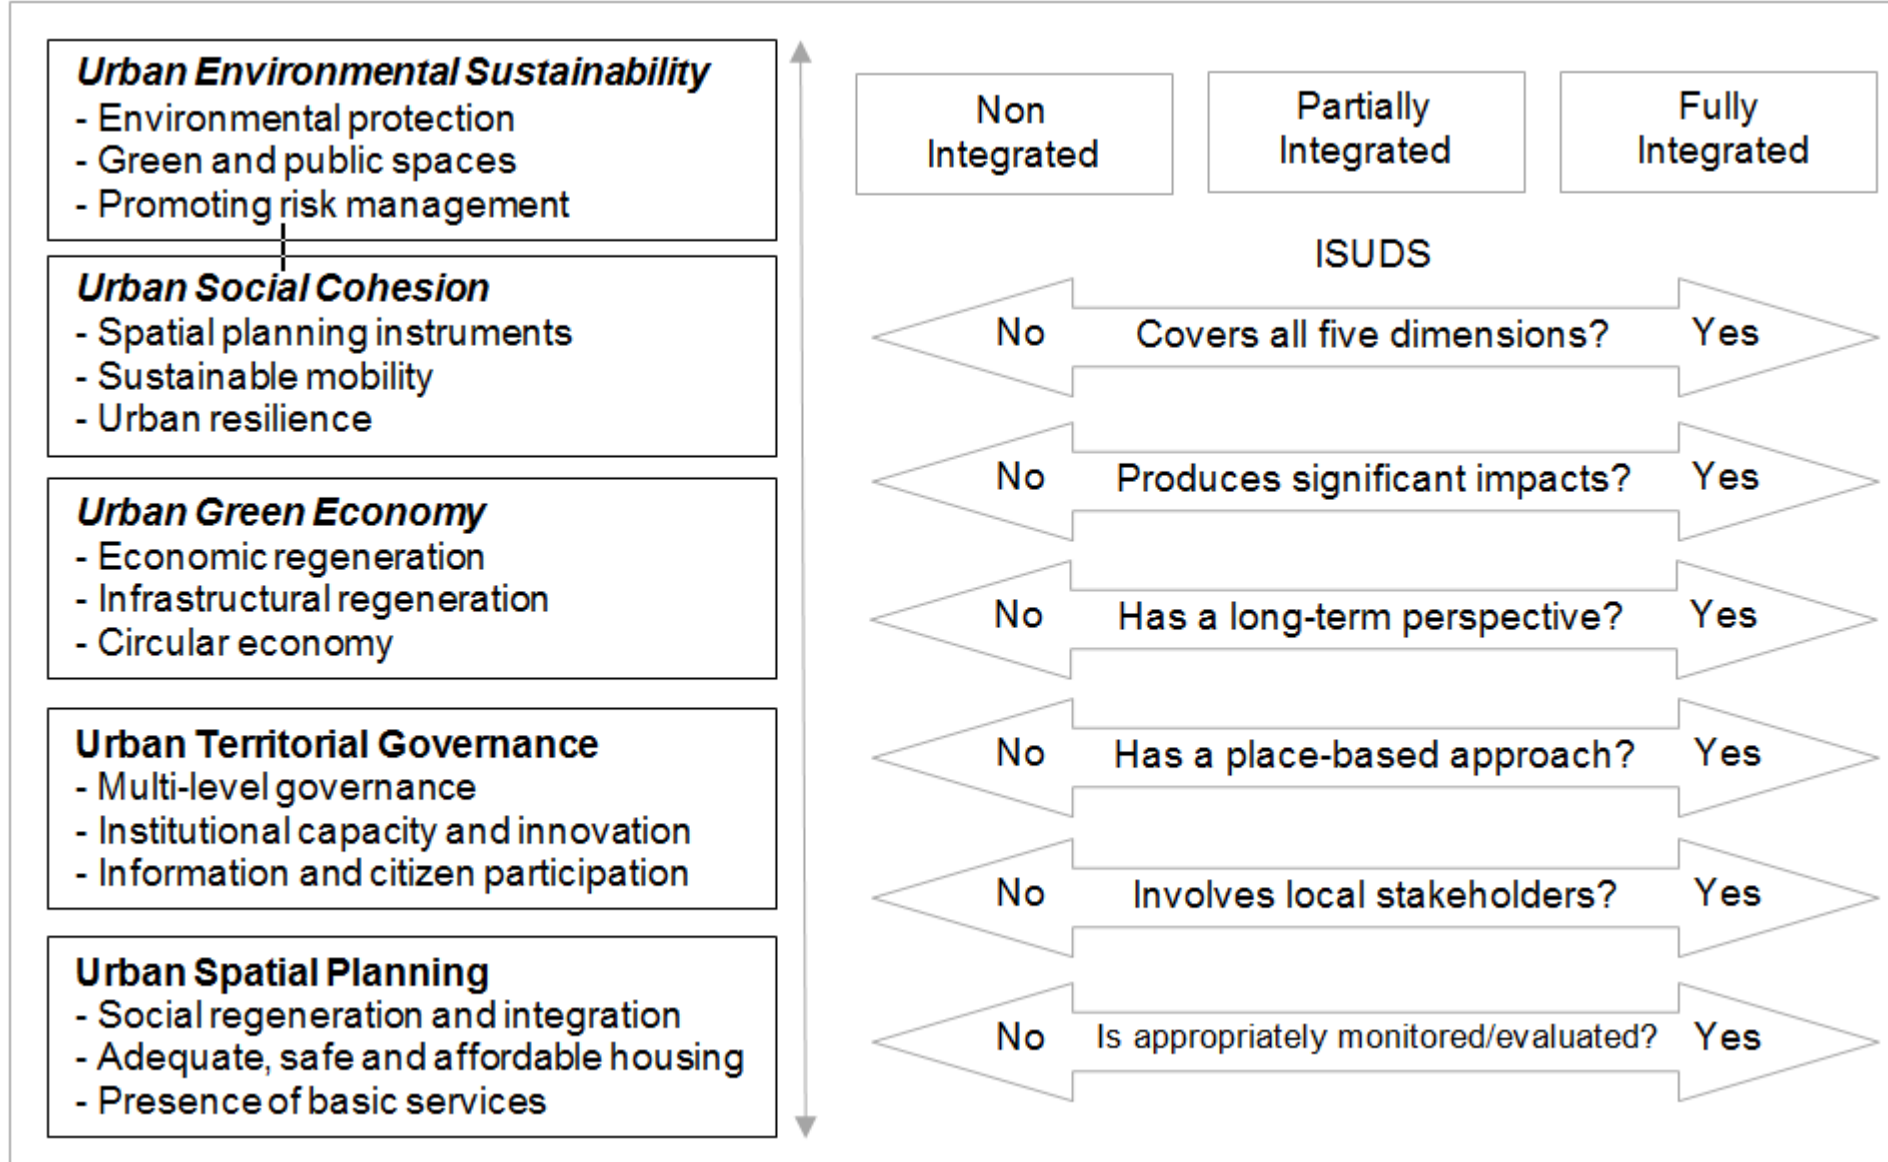 Urban Environmental Sustainability
- Environmental protection
- Green and public spaces
- Promoting risk management
Urban Social Cohesion
- Spatial planning instruments
- Sustainable mobility
- Urban resilience
Urban Green Economy
- Economic regeneration
- Infrastructural regeneration
- Circular economy
Urban Territorial Governance
- Multi-level governance
- Institutional capacity and innovation
- Information and citizen participation
Urban Spatial Planning
- Social regeneration and integration
- Adequate, safe and affordable housing
- Presence of basic services
Non
Integrated
Partially
Integrated
Fully
Integrated
ISUDS
No Covers all five dimensions? Yes
No Produces significant impacts? Yes
No Has a long-term perspective? Yes
No Has a place-based approach? Yes
No Involves local stakeholders? Yes
No Is appropriately monitored/evaluated? Yes